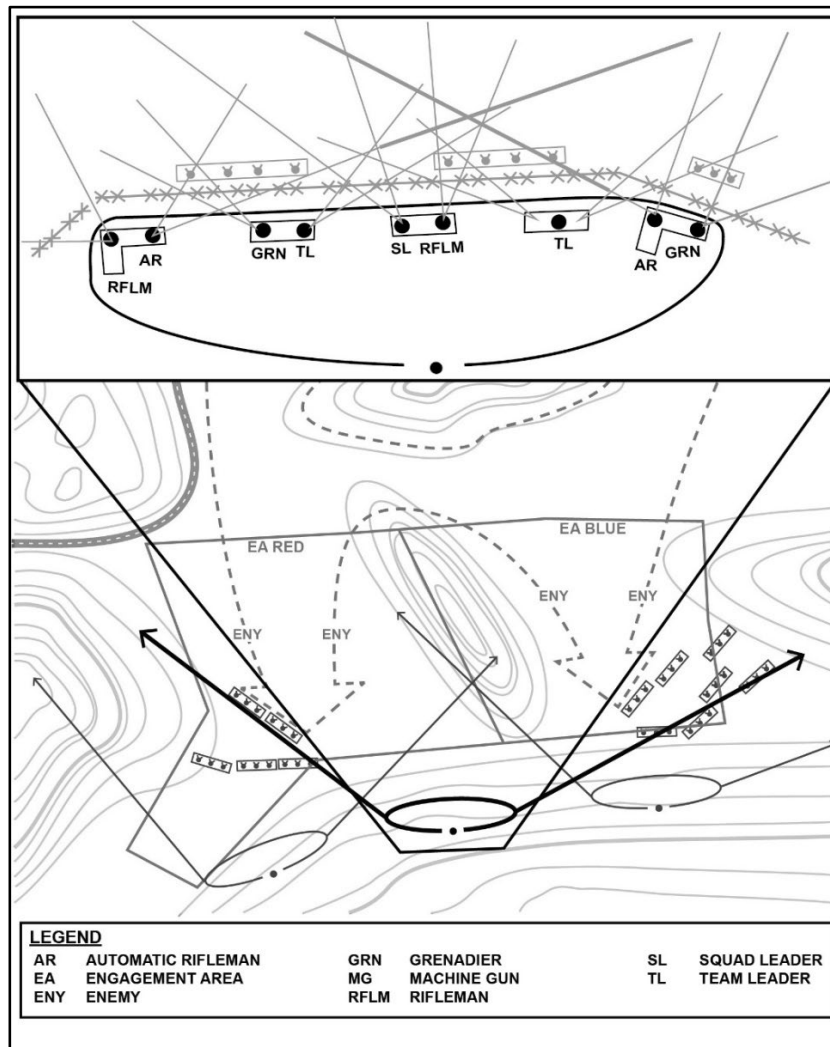 AR
GRN TL
SL RFLM
TL
AR GRN
RFLM
EA RED
EA BLUE
ENY
ENY
ENY
ENY
LEGEND
AR AUTOMATIC RIFLEMAN GRN GRENADIER SL SQUAD LEADER
EA ENGAGEMENT AREA MG MACHINE GUN TL TEAM LEADER
ENY ENEMY RFLM RIFLEMAN